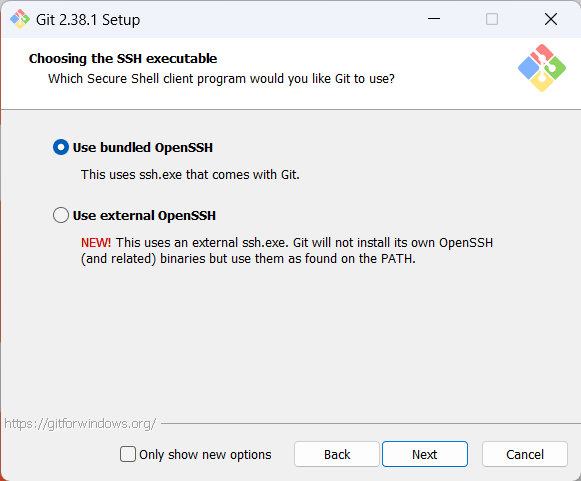 Git 2.38.1 Setup
Choosing the SSH executable
Which Secure Shell client program would you like Git to use?
Use bundled OpenSSH
This uses ssh.exe that comes with Git.
Use external OpenSSH
NEW! This uses an external ssh.exe. Git will not install its own OpenSSH
(and related) binaries but use them as found on the PATH.
https://gitforwindows.org/
Only show new options
Back
Next
Cancel